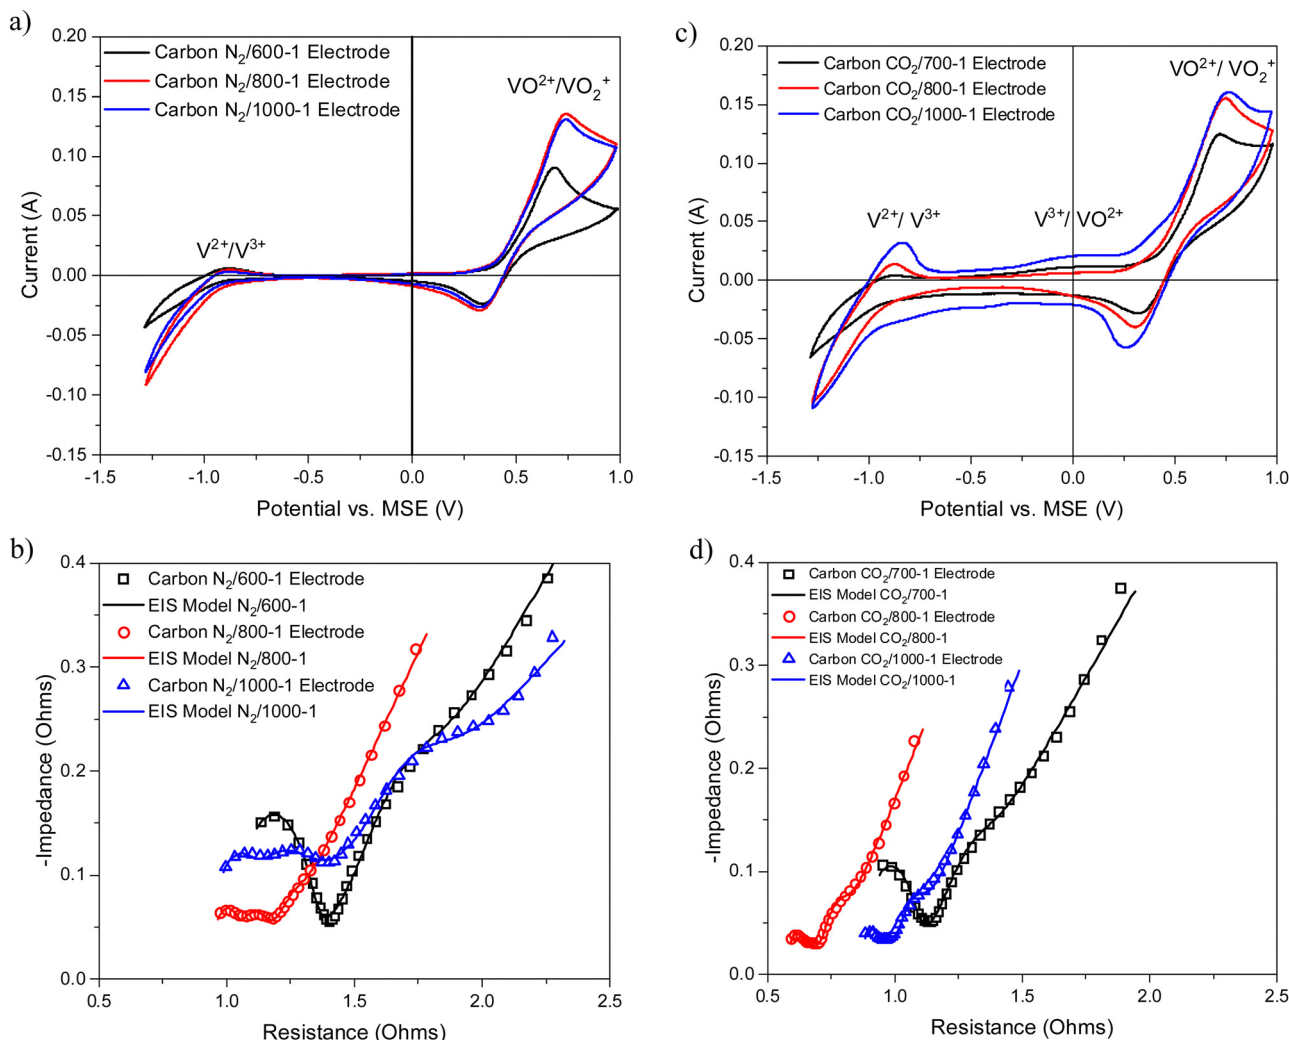 a)
0.20
0.15
0.10
0.05
0.00
-0.05
-0.10
-0.15
Current (A)
Carbon N₂/600-1 Electrode
Carbon N₂/800-1 Electrode
Carbon N₂/1000-1 Electrode
VO²⁺/VO₂⁺
V²⁺/V³⁺
-1.5 -1.0 -0.5 0.0 0.5 1.0
Potential vs. MSE (V)
c)
0.20
0.15
0.10
0.05
0.00
-0.05
-0.10
-0.15
Current (A)
Carbon CO₂/700-1 Electrode
Carbon CO₂/800-1 Electrode
Carbon CO₂/1000-1 Electrode
VO²⁺/ VO₂⁺
V²⁺/ V³⁺
V³⁺/ VO²⁺
-1.5 -1.0 -0.5 0.0 0.5 1.0
Potential vs. MSE (V)
b)
0.4
0.3
0.2
0.1
0.0
-Impedance (Ohms)
Carbon N₂/600-1 Electrode
EIS Model N₂/600-1
Carbon N₂/800-1 Electrode
EIS Model N₂/800-1
Carbon N₂/1000-1 Electrode
EIS Model N₂/1000-1
0.5 1.0 1.5 2.0 2.5
Resistance (Ohms)
d)
0.4
0.3
0.2
0.1
0.0
-Impedance (Ohms)
Carbon CO₂/700-1 Electrode
EIS Model CO₂/700-1
Carbon CO₂/800-1 Electrode
EIS Model CO₂/800-1
Carbon CO₂/1000-1 Electrode
EIS Model CO₂/1000-1
0.5 1.0 1.5 2.0 2.5
Resistance (Ohms)